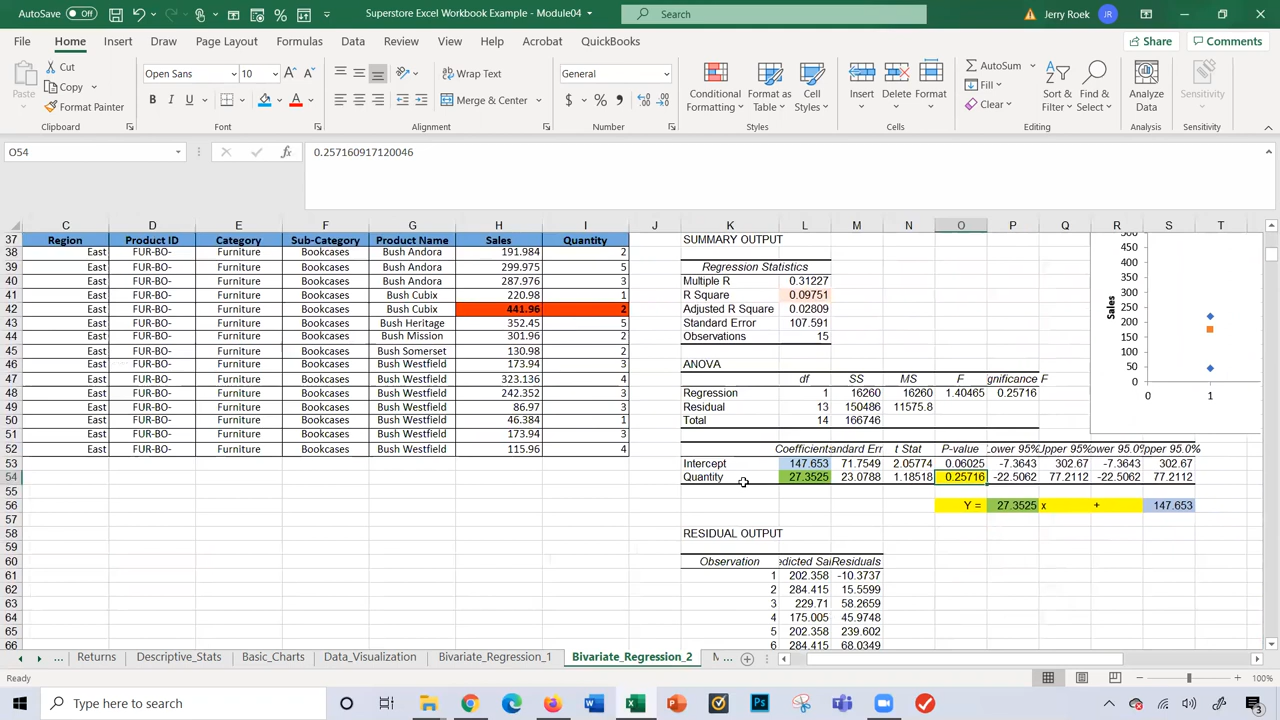 AutoSave Off Superstore Excel Workbook Example - Module04 Search Jerry Roek JR
File Home Insert Draw Page Layout Formulas Data Review View Help Acrobat QuickBooks Share Comments
Cut Copy Format Painter Paste Clipboard
Open Sans 10 B I U A Font
Wrap Text Merge & Center Alignment
General $ % Number
Conditional Formatting Format as Table Cell Styles Styles
Insert Delete Format Cells
AutoSum Fill Clear Sort & Filter Find & Select Editing
Analyze Data Analysis
Sensitivity Sensitivity
O54 fx 0.257160917120046
C D E F G H I J K L M N O P Q R S T
37 Region Product ID Category Sub-Category Product Name Sales Quantity SUMMARY OUTPUT
38 East FUR-BO- Furniture Bookcases Bush Andora 191.984 2
39 East FUR-BO- Furniture Bookcases Bush Andora 299.975 5 Regression Statistics
40 East FUR-BO- Furniture Bookcases Bush Andora 287.976 3 Multiple R 0.31227
41 East FUR-BO- Furniture Bookcases Bush Cubix 220.98 1 R Square 0.09751
42 East FUR-BO- Furniture Bookcases Bush Cubix 441.96 2 Adjusted R Square 0.02809
43 East FUR-BO- Furniture Bookcases Bush Heritage 352.45 5 Standard Error 107.591
44 East FUR-BO- Furniture Bookcases Bush Mission 301.96 2 Observations 15
45 East FUR-BO- Furniture Bookcases Bush Somerset 130.98 2
46 East FUR-BO- Furniture Bookcases Bush Westfield 173.94 3 ANOVA
47 East FUR-BO- Furniture Bookcases Bush Westfield 323.136 4 df SS MS F gnificance F
48 East FUR-BO- Furniture Bookcases Bush Westfield 242.352 3 Regression 1 16260 16260 1.40465 0.25716
49 East FUR-BO- Furniture Bookcases Bush Westfield 86.97 3 Residual 13 150486 11575.8
50 East FUR-BO- Furniture Bookcases Bush Westfield 46.384 1 Total 14 166746
51 East FUR-BO- Furniture Bookcases Bush Westfield 173.94 3
52 East FUR-BO- Furniture Bookcases Bush Westfield 115.96 4 Coefficient andard Err t Stat P-value Lower 95% Upper 95% ower 95.0% pper 95.0%
53 Intercept 147.653 71.7549 2.05774 0.06025 -7.3643 302.67 -7.3643 302.67
54 Quantity 27.3525 23.0788 1.18518 0.25716 -22.5062 77.2112 -22.5062 77.2112
55
56 Y = 27.3525 x + 147.653
57
58 RESIDUAL OUTPUT
59
60 Observation edicted Sal Residuals
61 1 202.358 -10.3737
62 2 284.415 15.5599
63 3 229.71 58.2659
64 4 175.005 45.9748
65 5 202.358 239.602
66 6 284.415 68.0349
Sales
500
450
400
350
300
250
200
150
100
50
0
0 1
... Returns Descriptive_Stats Basic_Charts Data_Visualization Bivariate_Regression_1 Bivariate_Regression_2 M ...
Ready 100%
Type here to search 3